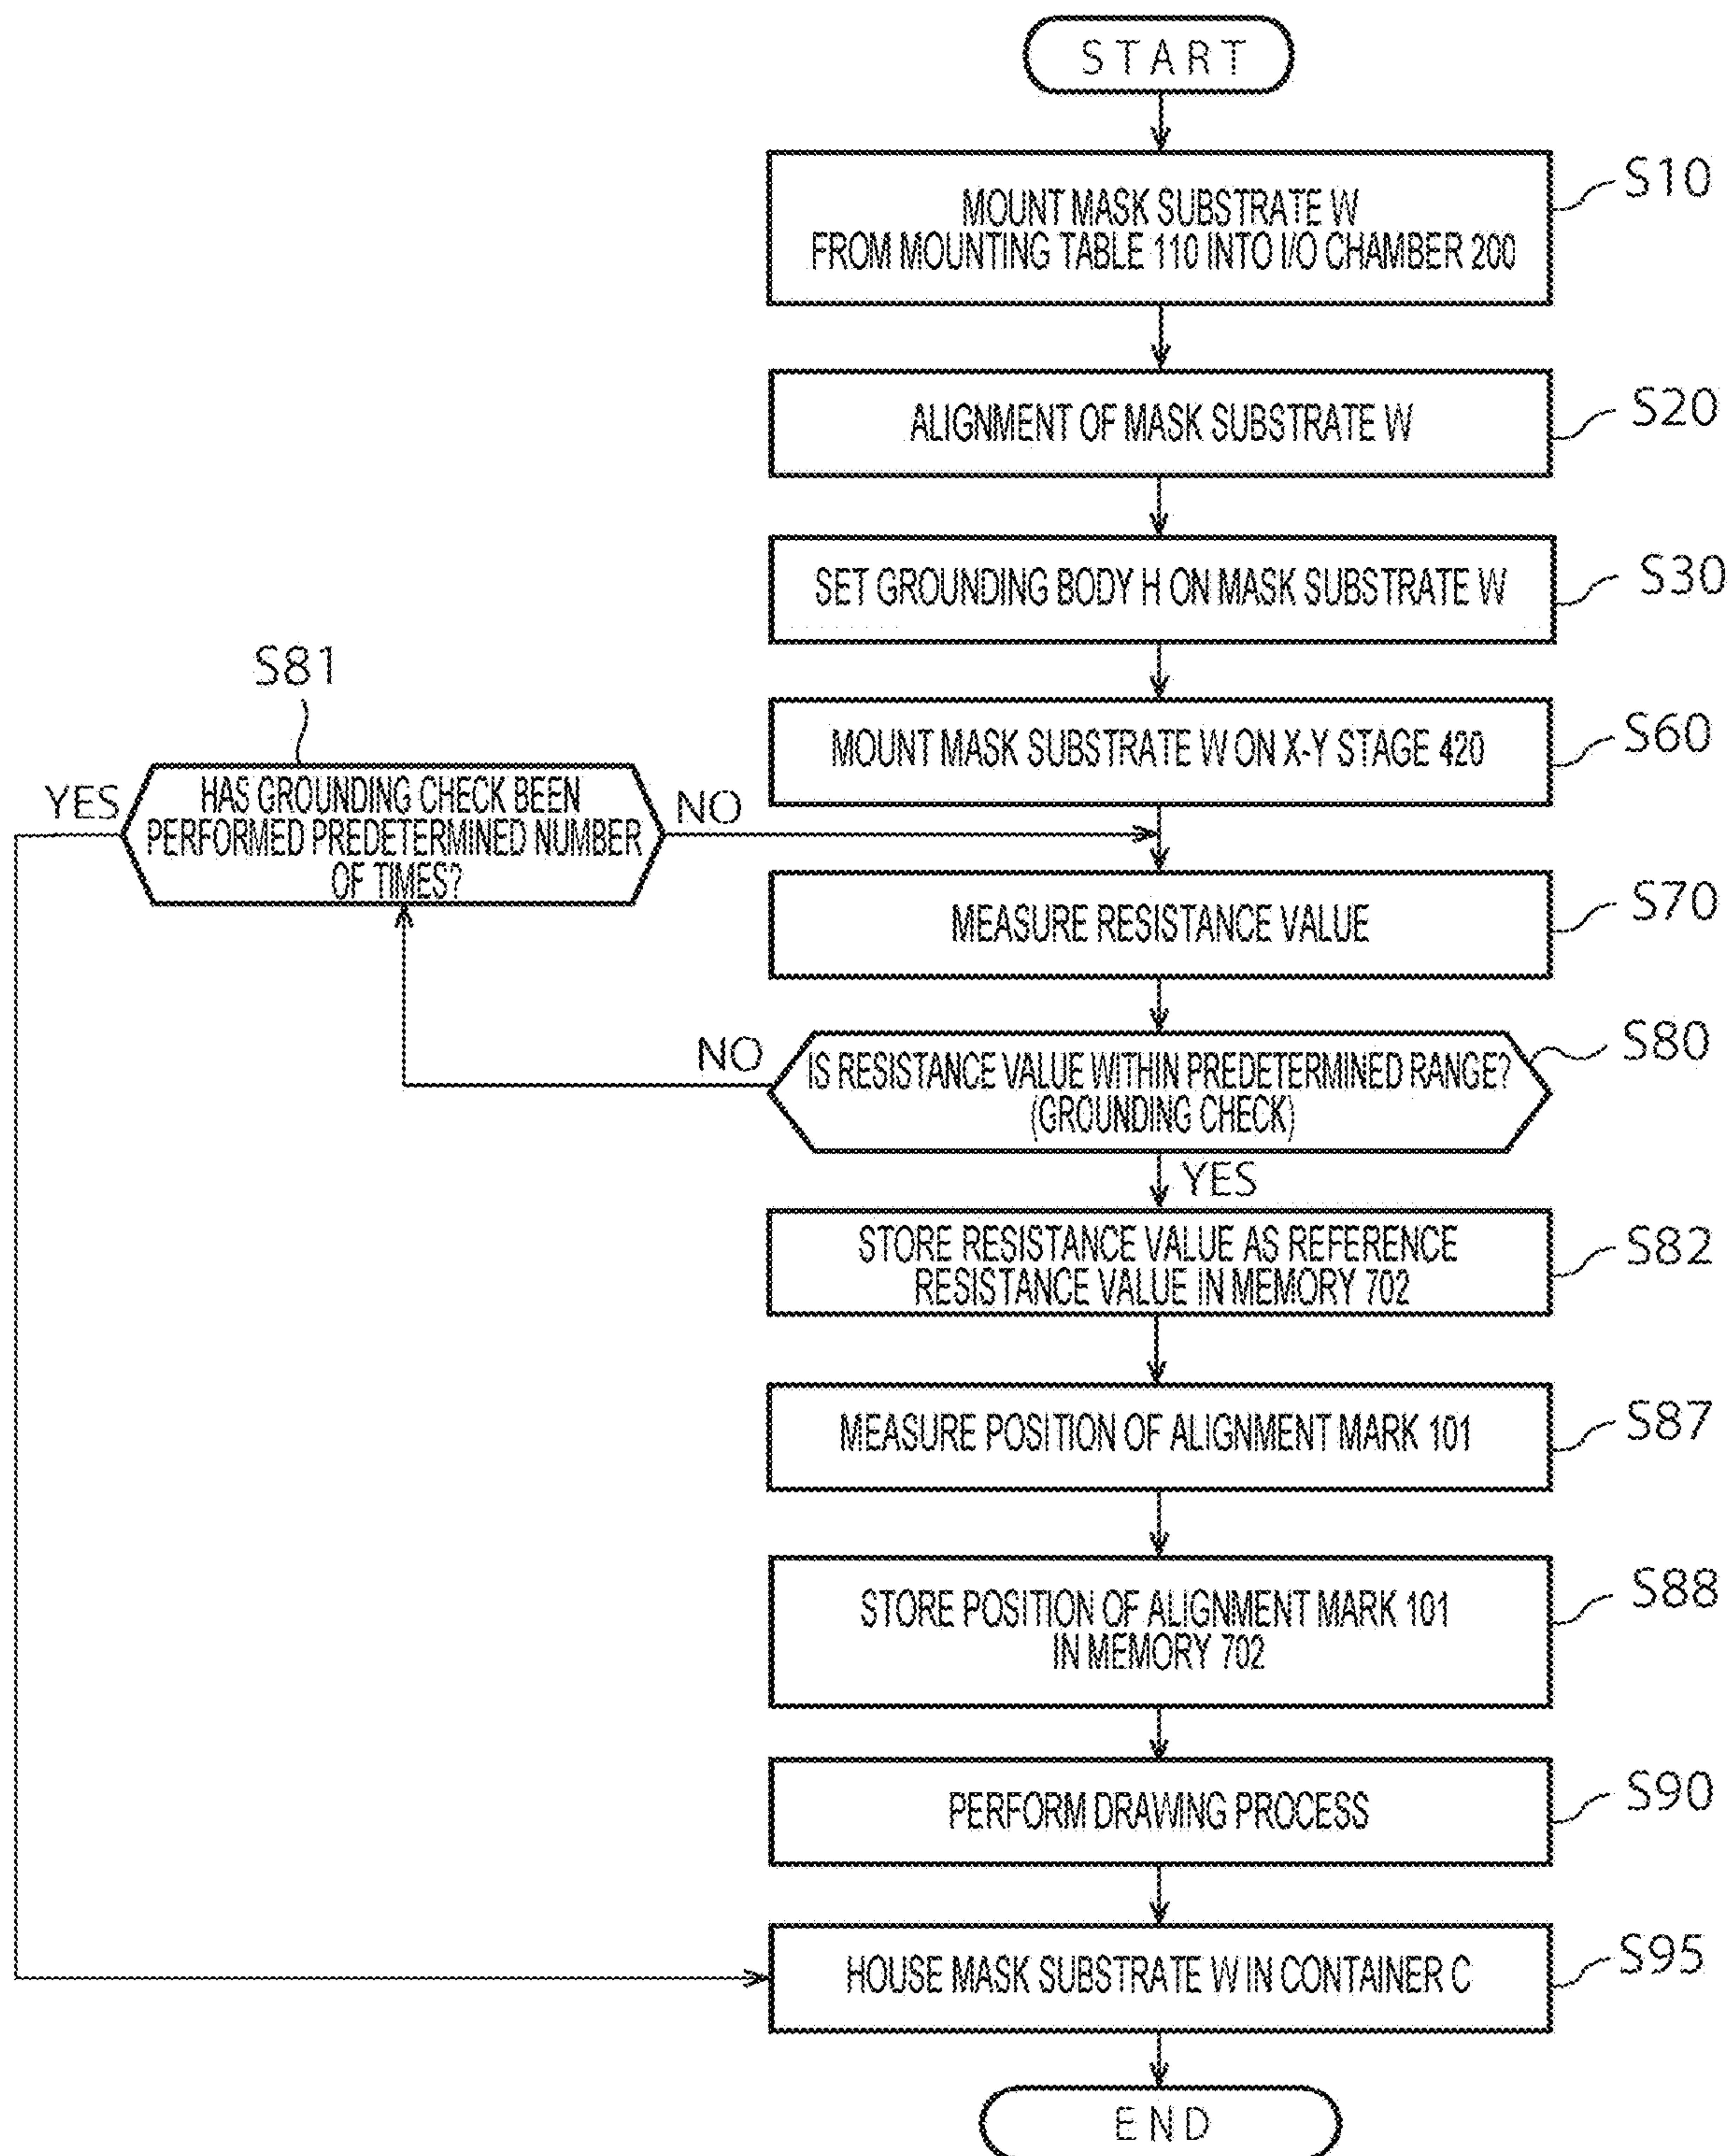 START
MOUNT MASK SUBSTRATE W
FROM MOUNTING TABLE 110 INTO I/O CHAMBER 200
S10
ALIGNMENT OF MASK SUBSTRATE W
S20
SET GROUNDING BODY H ON MASK SUBSTRATE W
S30
MOUNT MASK SUBSTRATE W ON X-Y STAGE 420
S60
S81
YES
HAS GROUNDING CHECK BEEN
PERFORMED PREDETERMINED NUMBER
OF TIMES?
NO
MEASURE RESISTANCE VALUE
S70
NO
IS RESISTANCE VALUE WITHIN PREDETERMINED RANGE?
(GROUNDING CHECK)
S80
YES
STORE RESISTANCE VALUE AS REFERENCE
RESISTANCE VALUE IN MEMORY 702
S82
MEASURE POSITION OF ALIGNMENT MARK 101
S87
STORE POSITION OF ALIGNMENT MARK 101
IN MEMORY 702
S88
PERFORM DRAWING PROCESS
S90
HOUSE MASK SUBSTRATE W IN CONTAINER C
S95
END